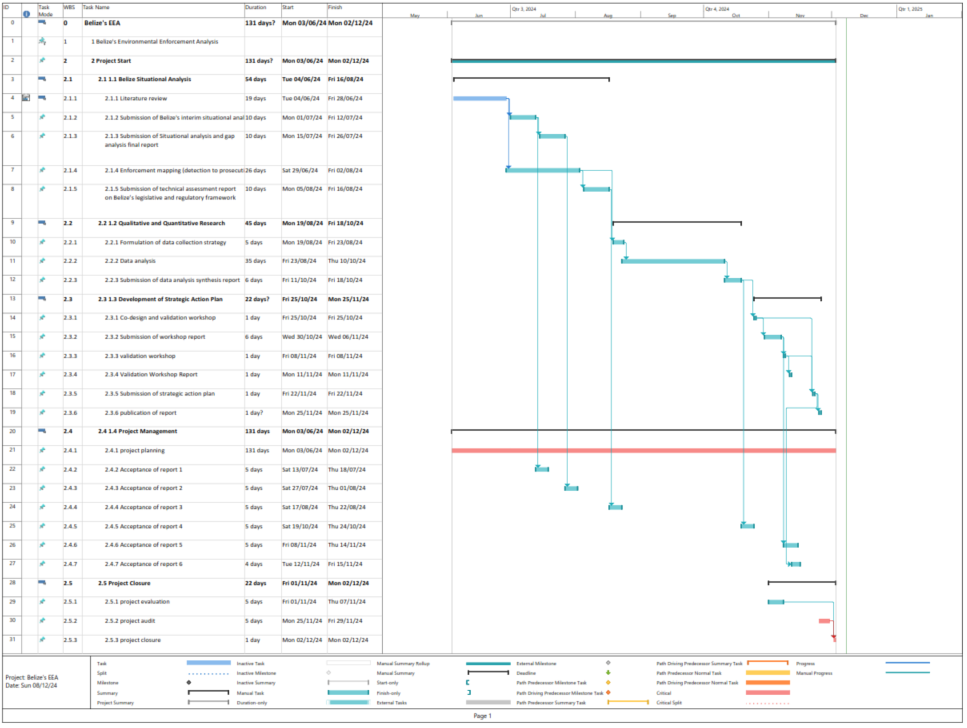 ID Task Mode WBS Task Name Duration Start Finish
May Jun Qtr 3, 2024 Jul Aug Sep Qtr 4, 2024 Oct Nov Dec Qtr 1, 2025 Jan
0 0 Belize's EEA 131 days? Mon 03/06/24 Mon 02/12/24
1 1 1 Belize's Environmental Enforcement Analysis
2 2 2 Project Start 131 days? Mon 03/06/24 Mon 02/12/24
3 2.1 2.1 1.1 Belize Situational Analysis 54 days Tue 04/06/24 Fri 16/08/24
4 2.1.1 2.1.1 Literature review 19 days Tue 04/06/24 Fri 28/06/24
5 2.1.2 2.1.2 Submission of Belize's interim situational anal 10 days Mon 01/07/24 Fri 12/07/24
6 2.1.3 2.1.3 Submission of Situational analysis and gap 10 days Mon 15/07/24 Fri 26/07/24
analysis final report
7 2.1.4 2.1.4 Enforcement mapping (detection to prosecuti 26 days Sat 29/06/24 Fri 02/08/24
8 2.1.5 2.1.5 Submission of technical assessment report 10 days Mon 05/08/24 Fri 16/08/24
on Belize's legislative and regulatory framework
9 2.2 2.2 1.2 Qualitative and Quantitative Research 45 days Mon 19/08/24 Fri 18/10/24
10 2.2.1 2.2.1 Formulation of data collection strategy 5 days Mon 19/08/24 Fri 23/08/24
11 2.2.2 2.2.2 Data analysis 35 days Fri 23/08/24 Thu 10/10/24
12 2.2.3 2.2.3 Submission of data analysis synthesis report 6 days Fri 11/10/24 Fri 18/10/24
13 2.3 2.3 1.3 Development of Strategic Action Plan 22 days? Fri 25/10/24 Mon 25/11/24
14 2.3.1 2.3.1 Co-design and validation workshop 1 day Fri 25/10/24 Fri 25/10/24
15 2.3.2 2.3.2 Submission of workshop report 6 days Wed 30/10/24 Wed 06/11/24
16 2.3.3 2.3.3 validation workshop 1 day Fri 08/11/24 Fri 08/11/24
17 2.3.4 2.3.4 Validation Workshop Report 1 day Mon 11/11/24 Mon 11/11/24
18 2.3.5 2.3.5 Submission of strategic action plan 1 day Fri 22/11/24 Fri 22/11/24
19 2.3.6 2.3.6 publication of report 1 day? Mon 25/11/24 Mon 25/11/24
20 2.4 2.4 1.4 Project Management 131 days Mon 03/06/24 Mon 02/12/24
21 2.4.1 2.4.1 project planning 131 days Mon 03/06/24 Mon 02/12/24
22 2.4.2 2.4.2 Acceptance of report 1 5 days Sat 13/07/24 Thu 18/07/24
23 2.4.3 2.4.3 Acceptance of report 2 5 days Sat 27/07/24 Thu 01/08/24
24 2.4.4 2.4.4 Acceptance of report 3 5 days Sat 17/08/24 Thu 22/08/24
25 2.4.5 2.4.5 Acceptance of report 4 5 days Sat 19/10/24 Thu 24/10/24
26 2.4.6 2.4.6 Acceptance of report 5 5 days Fri 08/11/24 Thu 14/11/24
27 2.4.7 2.4.7 Acceptance of report 6 4 days Tue 12/11/24 Fri 15/11/24
28 2.5 2.5 Project Closure 22 days Fri 01/11/24 Mon 02/12/24
29 2.5.1 2.5.1 project evaluation 5 days Fri 01/11/24 Thu 07/11/24
30 2.5.2 2.5.2 project audit 5 days Mon 25/11/24 Fri 29/11/24
31 2.5.3 2.5.3 project closure 1 day Mon 02/12/24 Mon 02/12/24
Project: Belize's EEA
Date: Sun 08/12/24
Task Inactive Task Manual Summary Rollup External Milestone Path Driving Predecessor Summary Task Progress
Split Inactive Milestone Manual Summary Deadline Path Predecessor Normal Task Manual Progress
Milestone Inactive Summary Start-only Path Predecessor Milestone Task Path Driving Predecessor Normal Task
Summary Manual Task Finish-only Path Driving Predecessor Milestone Task Critical
Project Summary Duration-only External Tasks Path Predecessor Summary Task Critical Split
Page 1